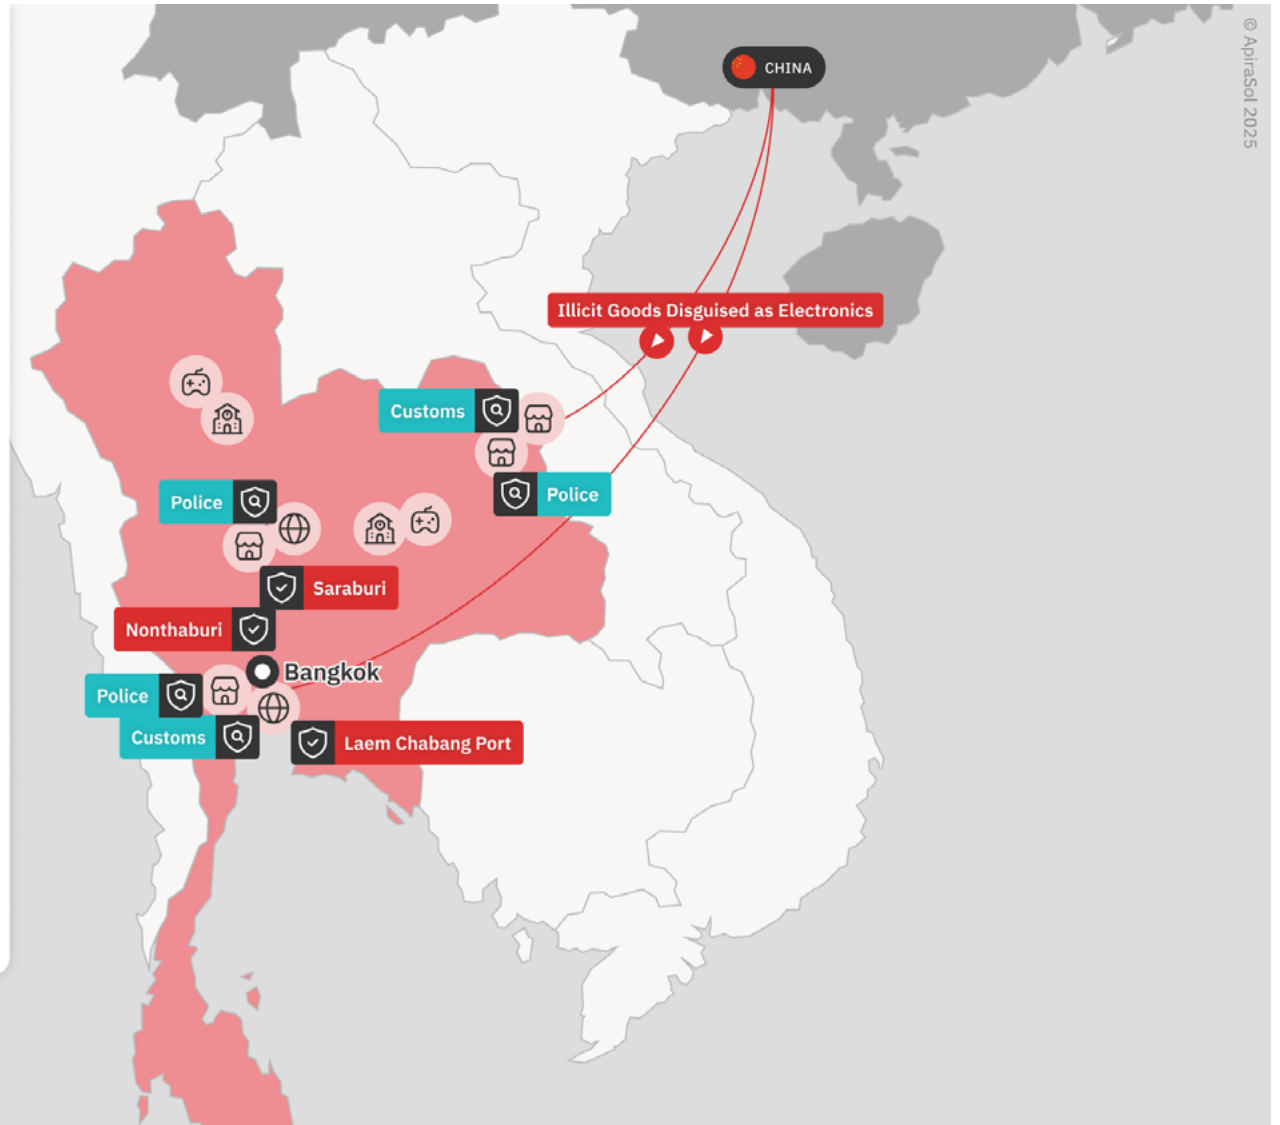 CHINA
© ApiraSol 2025
Illicit Goods Disguised as Electronics
Customs
Police
Police
Saraburi
Nonthaburi
Bangkok
Police
Customs
Laem Chabang Port